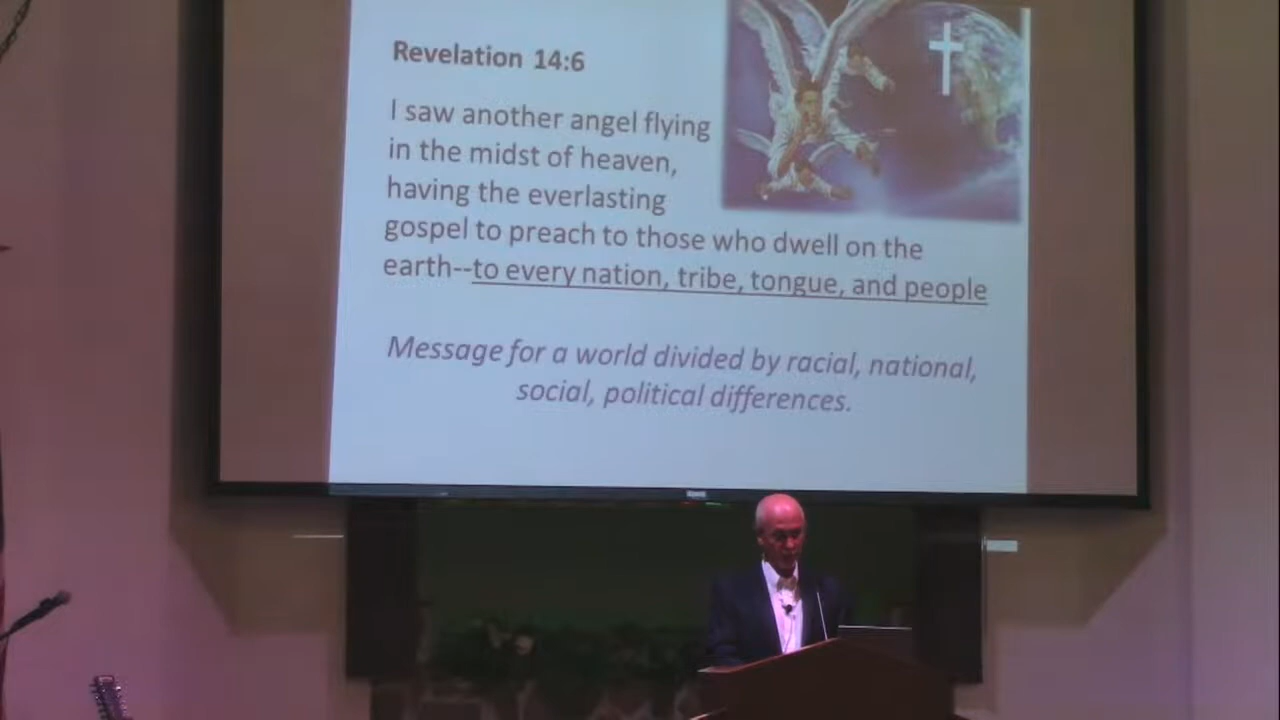 Revelation 14:6
I saw another angel flying
in the midst of heaven,
having the everlasting
gospel to preach to those who dwell on the
earth--to every nation, tribe, tongue, and people
Message for a world divided by racial, national,
social, political differences.